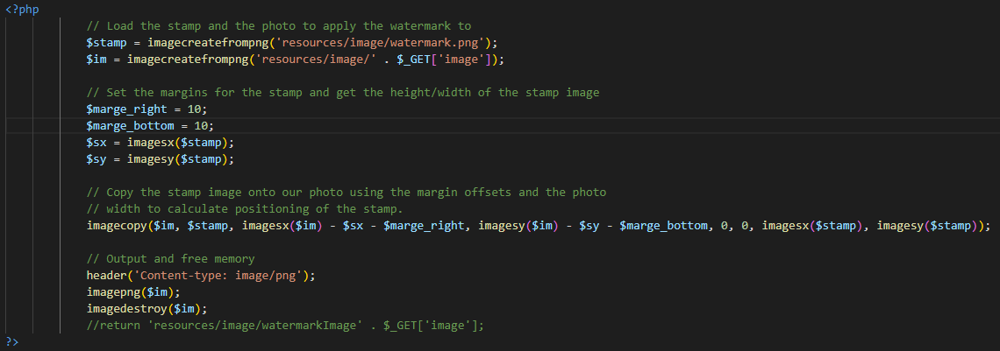 <?php
// Load the stamp and the photo to apply the watermark to
$stamp = imagecreatefrompng('resources/image/watermark.png');
$im = imagecreatefrompng('resources/image/' . $_GET['image']);
// Set the margins for the stamp and get the height/width of the stamp image
$marge_right = 10;
$marge_bottom = 10;
$sx = imagesx($stamp);
$sy = imagesy($stamp);
// Copy the stamp image onto our photo using the margin offsets and the photo
// width to calculate positioning of the stamp.
imagecopy($im, $stamp, imagesx($im) - $sx - $marge_right, imagesy($im) - $sy - $marge_bottom, 0, 0, imagesx($stamp), imagesy($stamp));
// Output and free memory
header('Content-type: image/png');
imagepng($im);
imagedestroy($im);
//return 'resources/image/watermarkImage' . $_GET['image'];
?>